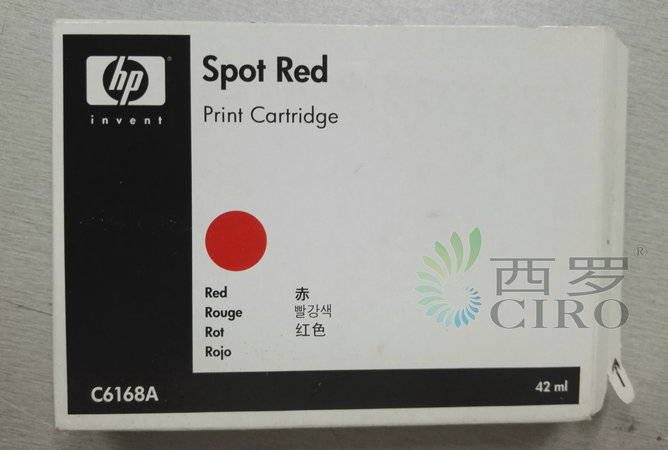 hp
invent
Spot Red
Print Cartridge
Red 赤
Rouge 빨강색
Rot 红色
Rojo
西罗®
CIRO
C6168A
42 ml